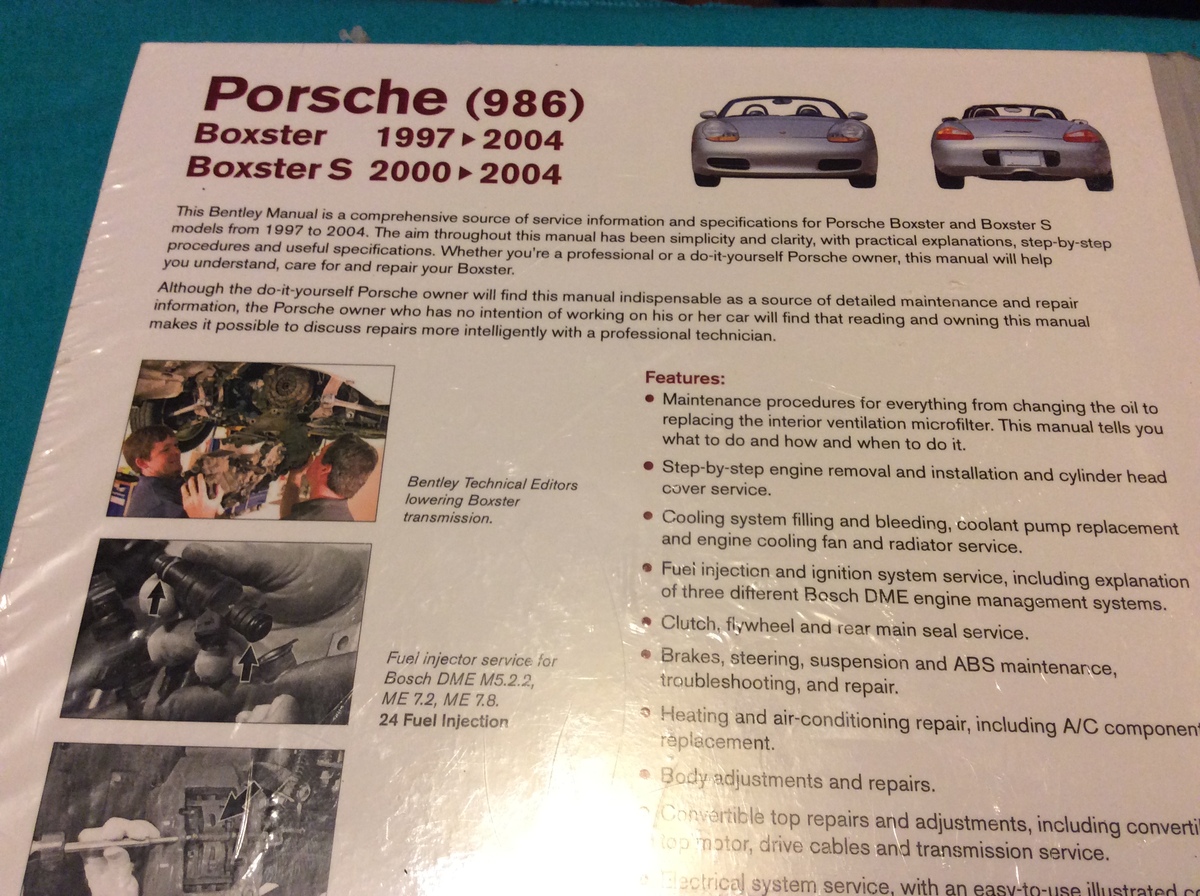 Porsche (986)
Boxster 1997 ▸ 2004
Boxster S 2000 ▸ 2004
This Bentley Manual is a comprehensive source of service information and specifications for Porsche Boxster and Boxster S
models from 1997 to 2004. The aim throughout this manual has been simplicity and clarity, with practical explanations, step-by-step
procedures and useful specifications. Whether you're a professional or a do-it-yourself Porsche owner, this manual will help
you understand, care for and repair your Boxster.
Although the do-it-yourself Porsche owner will find this manual indispensable as a source of detailed maintenance and repair
information, the Porsche owner who has no intention of working on his or her car will find that reading and owning this manual
makes it possible to discuss repairs more intelligently with a professional technician.
Bentley Technical Editors
lowering Boxster
transmission.
Fuel injector service for
Bosch DME M5.2.2,
ME 7.2, ME 7.8.
24 Fuel Injection
Features:
• Maintenance procedures for everything from changing the oil to
replacing the interior ventilation microfilter. This manual tells you
what to do and how and when to do it.
• Step-by-step engine removal and installation and cylinder head
cover service.
• Cooling system filling and bleeding, coolant pump replacement
and engine cooling fan and radiator service.
• Fuel injection and ignition system service, including explanation
of three different Bosch DME engine management systems.
• Clutch, flywheel and rear main seal service.
• Brakes, steering, suspension and ABS maintenance,
troubleshooting, and repair.
• Heating and air-conditioning repair, including A/C component
replacement.
• Body adjustments and repairs.
• Convertible top repairs and adjustments, including converti
top motor, drive cables and transmission service.
• Electrical system service, with an easy-to-use illustrated